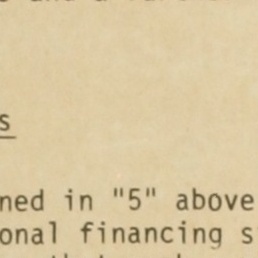 s
ned in "5" above
onal financing s